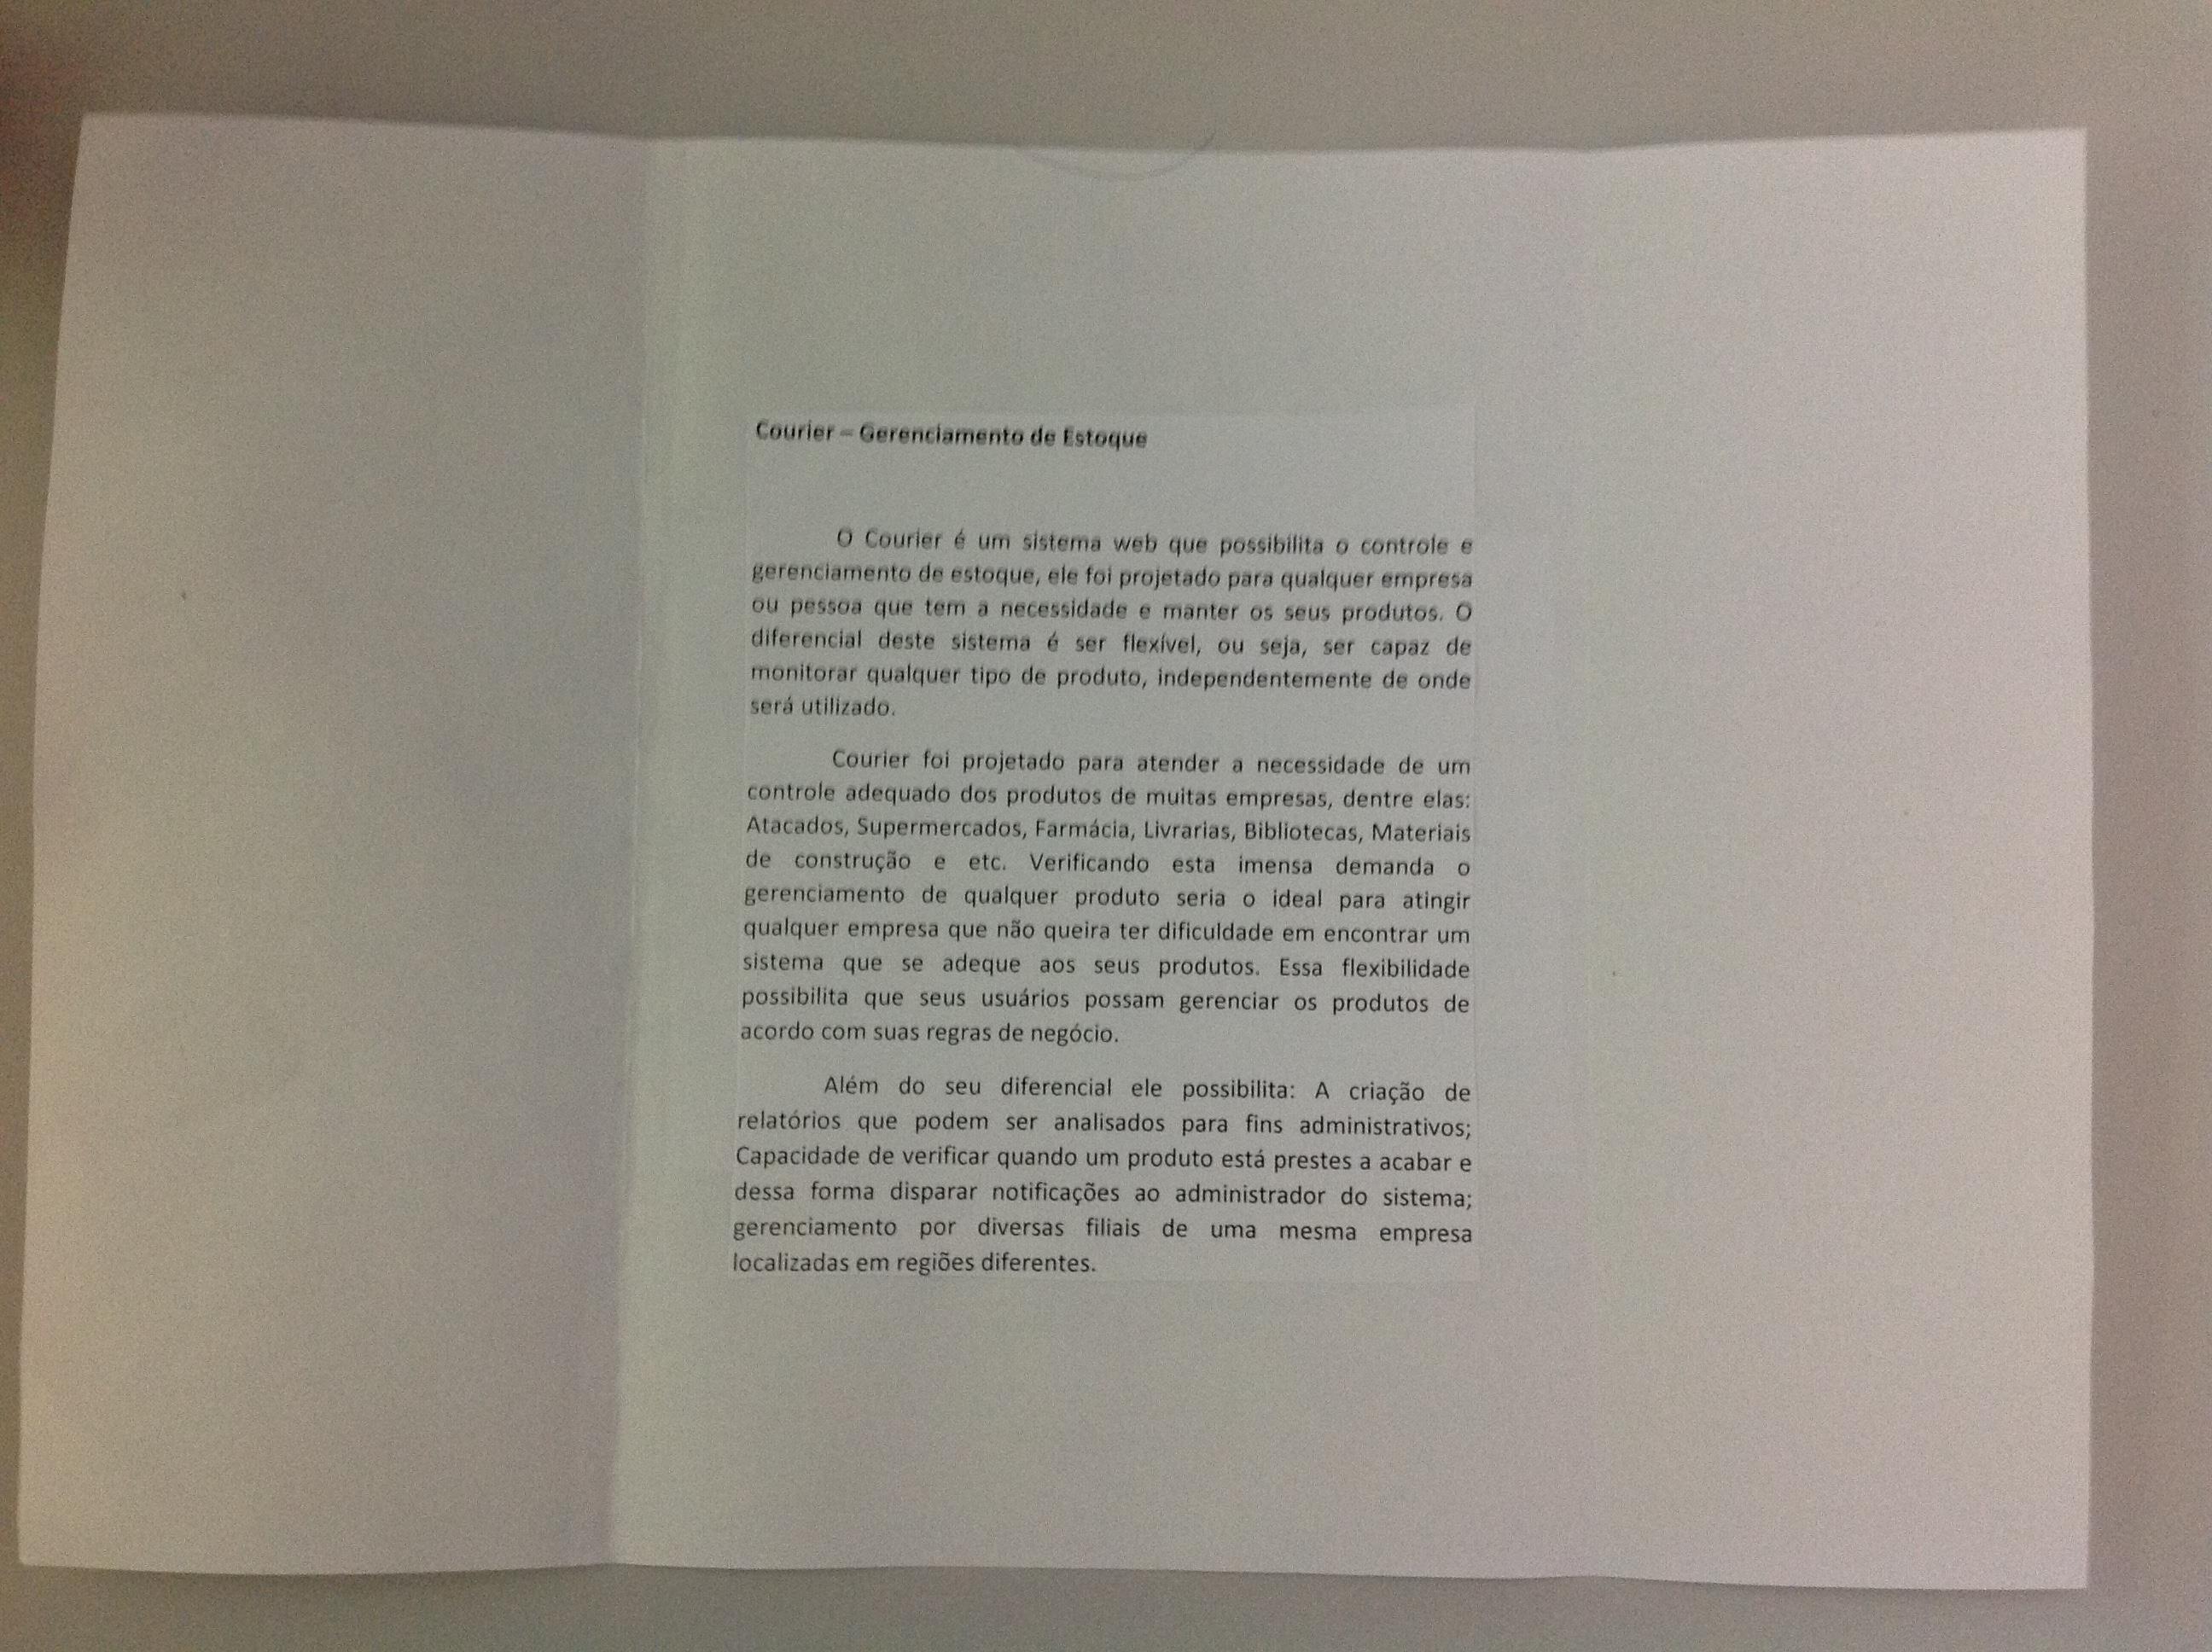 Courier – Gerenciamento de Estoque
O Courier é um sistema web que possibilita o controle e
gerenciamento de estoque, ele foi projetado para qualquer empresa
ou pessoa que tem a necessidade e manter os seus produtos. O
diferencial deste sistema é ser flexível, ou seja, ser capaz de
monitorar qualquer tipo de produto, independentemente de onde
será utilizado.
Courier foi projetado para atender a necessidade de um
controle adequado dos produtos de muitas empresas, dentre elas:
Atacados, Supermercados, Farmácia, Livrarias, Bibliotecas, Materiais
de construção e etc. Verificando esta imensa demanda o
gerenciamento de qualquer produto seria o ideal para atingir
qualquer empresa que não queira ter dificuldade em encontrar um
sistema que se adeque aos seus produtos. Essa flexibilidade
possibilita que seus usuários possam gerenciar os produtos de
acordo com suas regras de negócio.
Além do seu diferencial ele possibilita: A criação de
relatórios que podem ser analisados para fins administrativos;
Capacidade de verificar quando um produto está prestes a acabar e
dessa forma disparar notificações ao administrador do sistema;
gerenciamento por diversas filiais de uma mesma empresa
localizadas em regiões diferentes.